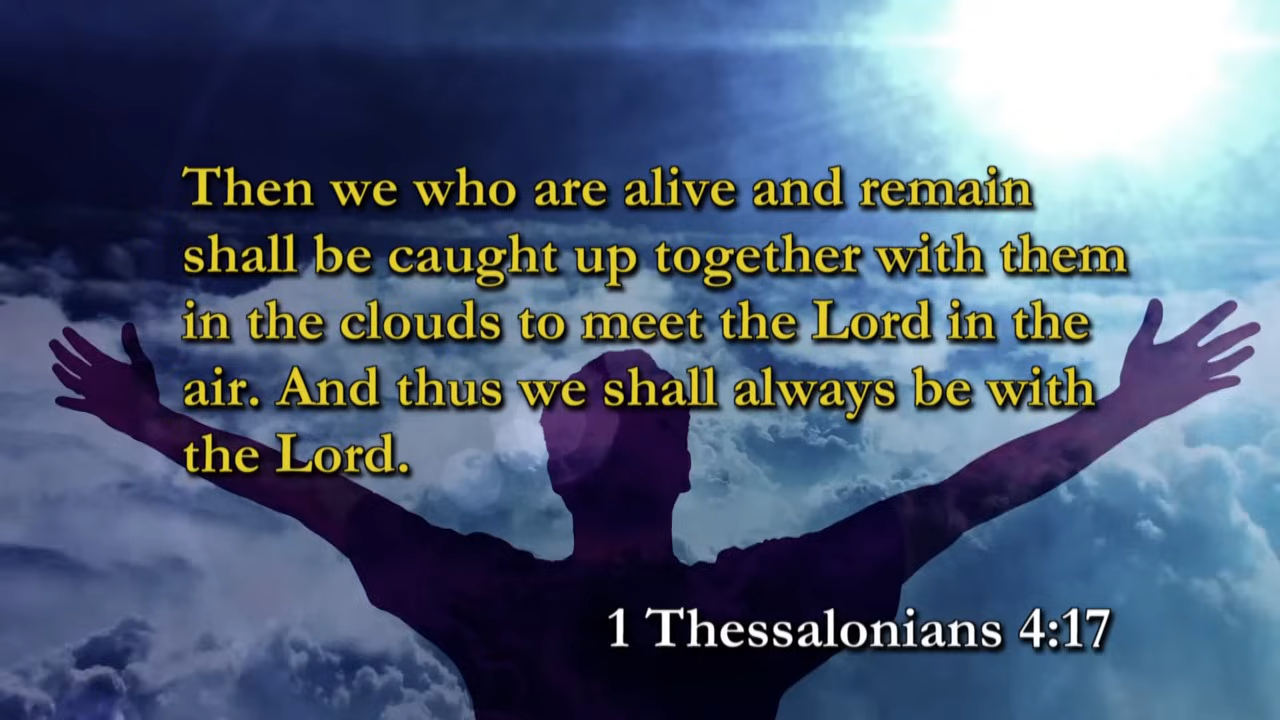 Then we who are alive and remain
shall be caught up together with them
in the clouds to meet the Lord in the
air. And thus we shall always be with
the Lord.
1 Thessalonians 4:17